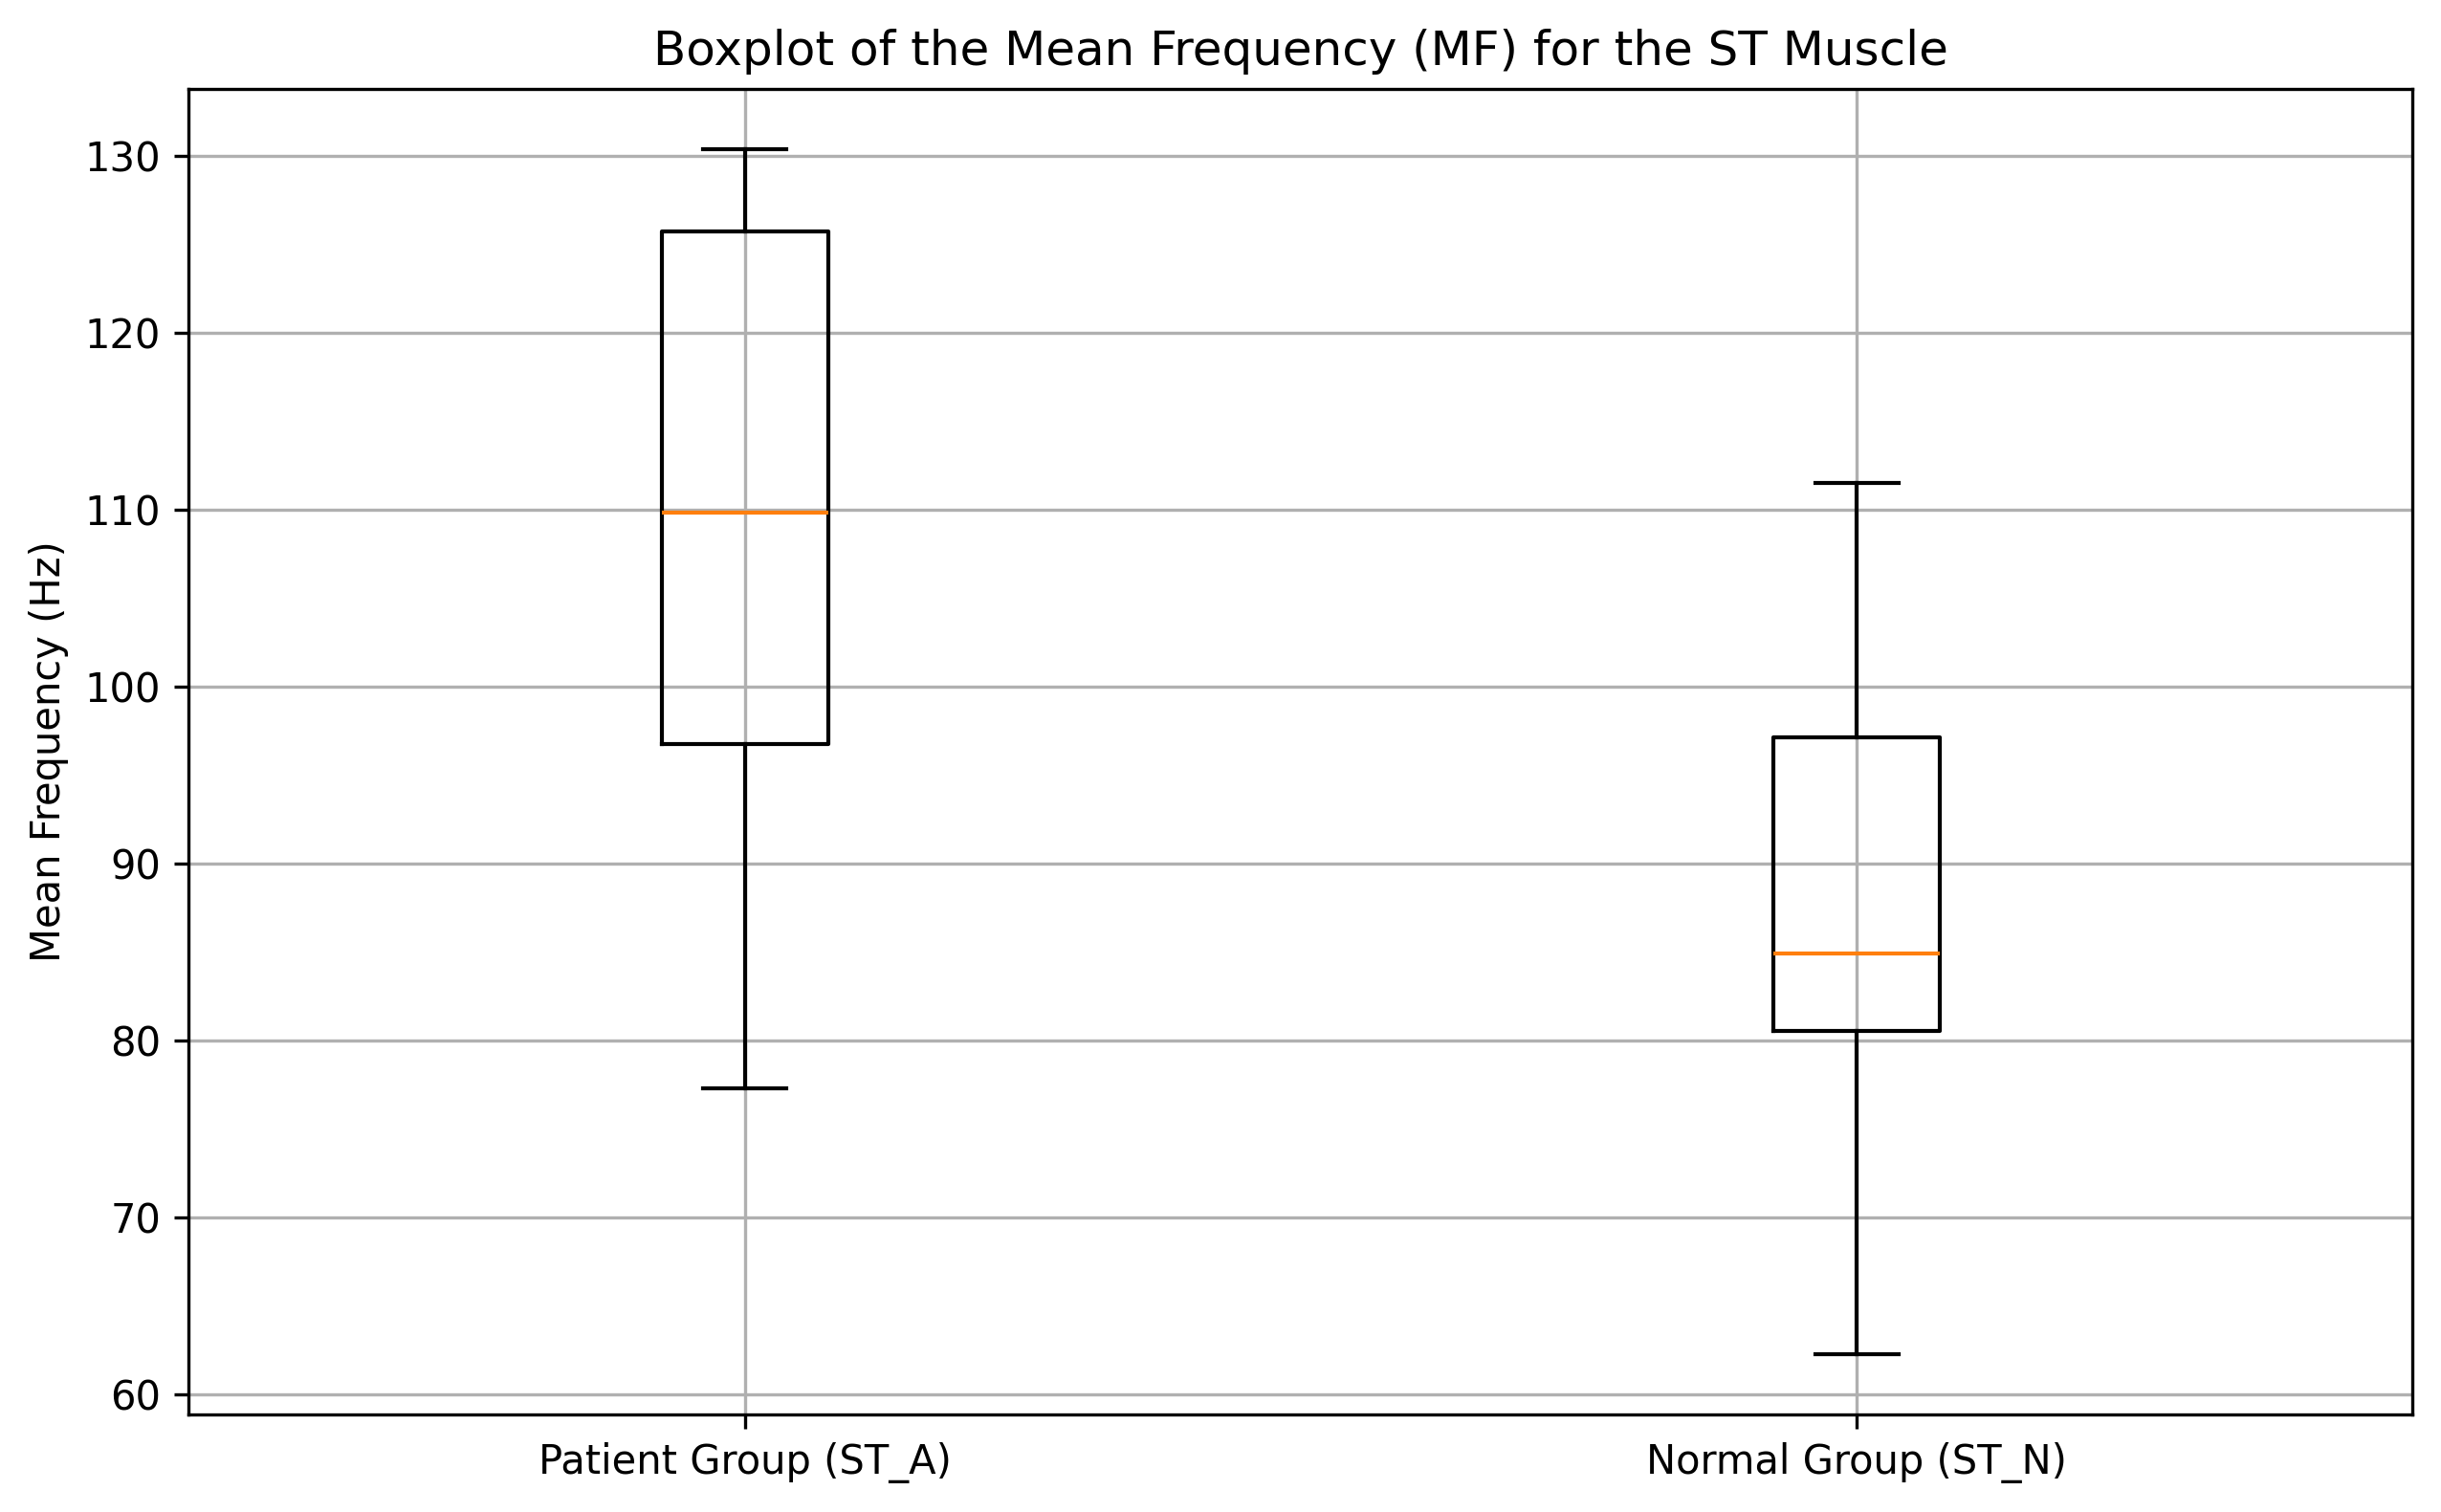 Boxplot of the Mean Frequency (MF) for the ST Muscle
Mean Frequency (Hz)
130
120
110
100
90
80
70
60
Patient Group (ST_A)
Normal Group (ST_N)